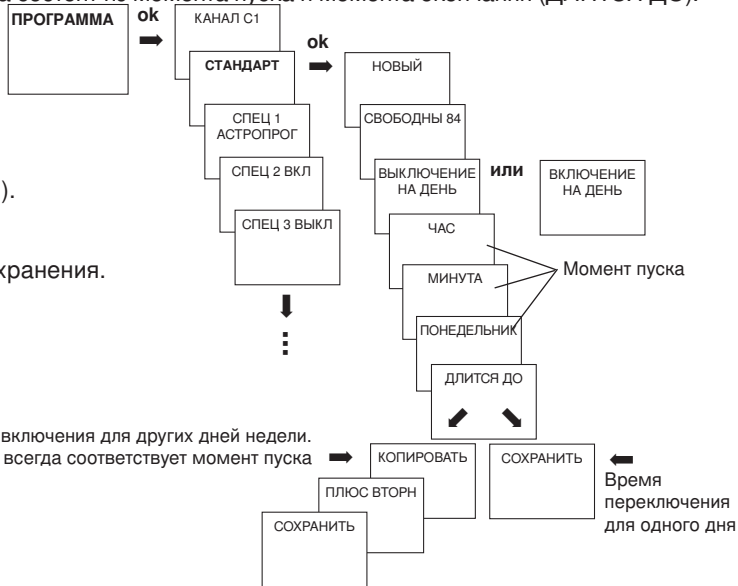 ПРОГРАММА
ok
КАНАЛ C1
СТАНДАРТ
ok
НОВЫЙ
СПЕЦ 1
АСТРОПРОГ
СВОБОДНЫ 84
СПЕЦ 2 ВКЛ
ВЫКЛЮЧЕНИЕ
НА ДЕНЬ
или
ВКЛЮЧЕНИЕ
НА ДЕНЬ
).
СПЕЦ 3 ВЫКЛ
ЧАС
хранения.
МИНУТА
Момент пуска
ПОНЕДЕЛЬНИК
ДЛИТСЯ ДО
включения для других дней недели.
всегда соответствует момент пуска
КОПИРОВАТЬ
СОХРАНИТЬ
Время
переключения
для одного дня
ПЛЮС ВТОРН
СОХРАНИТЬ